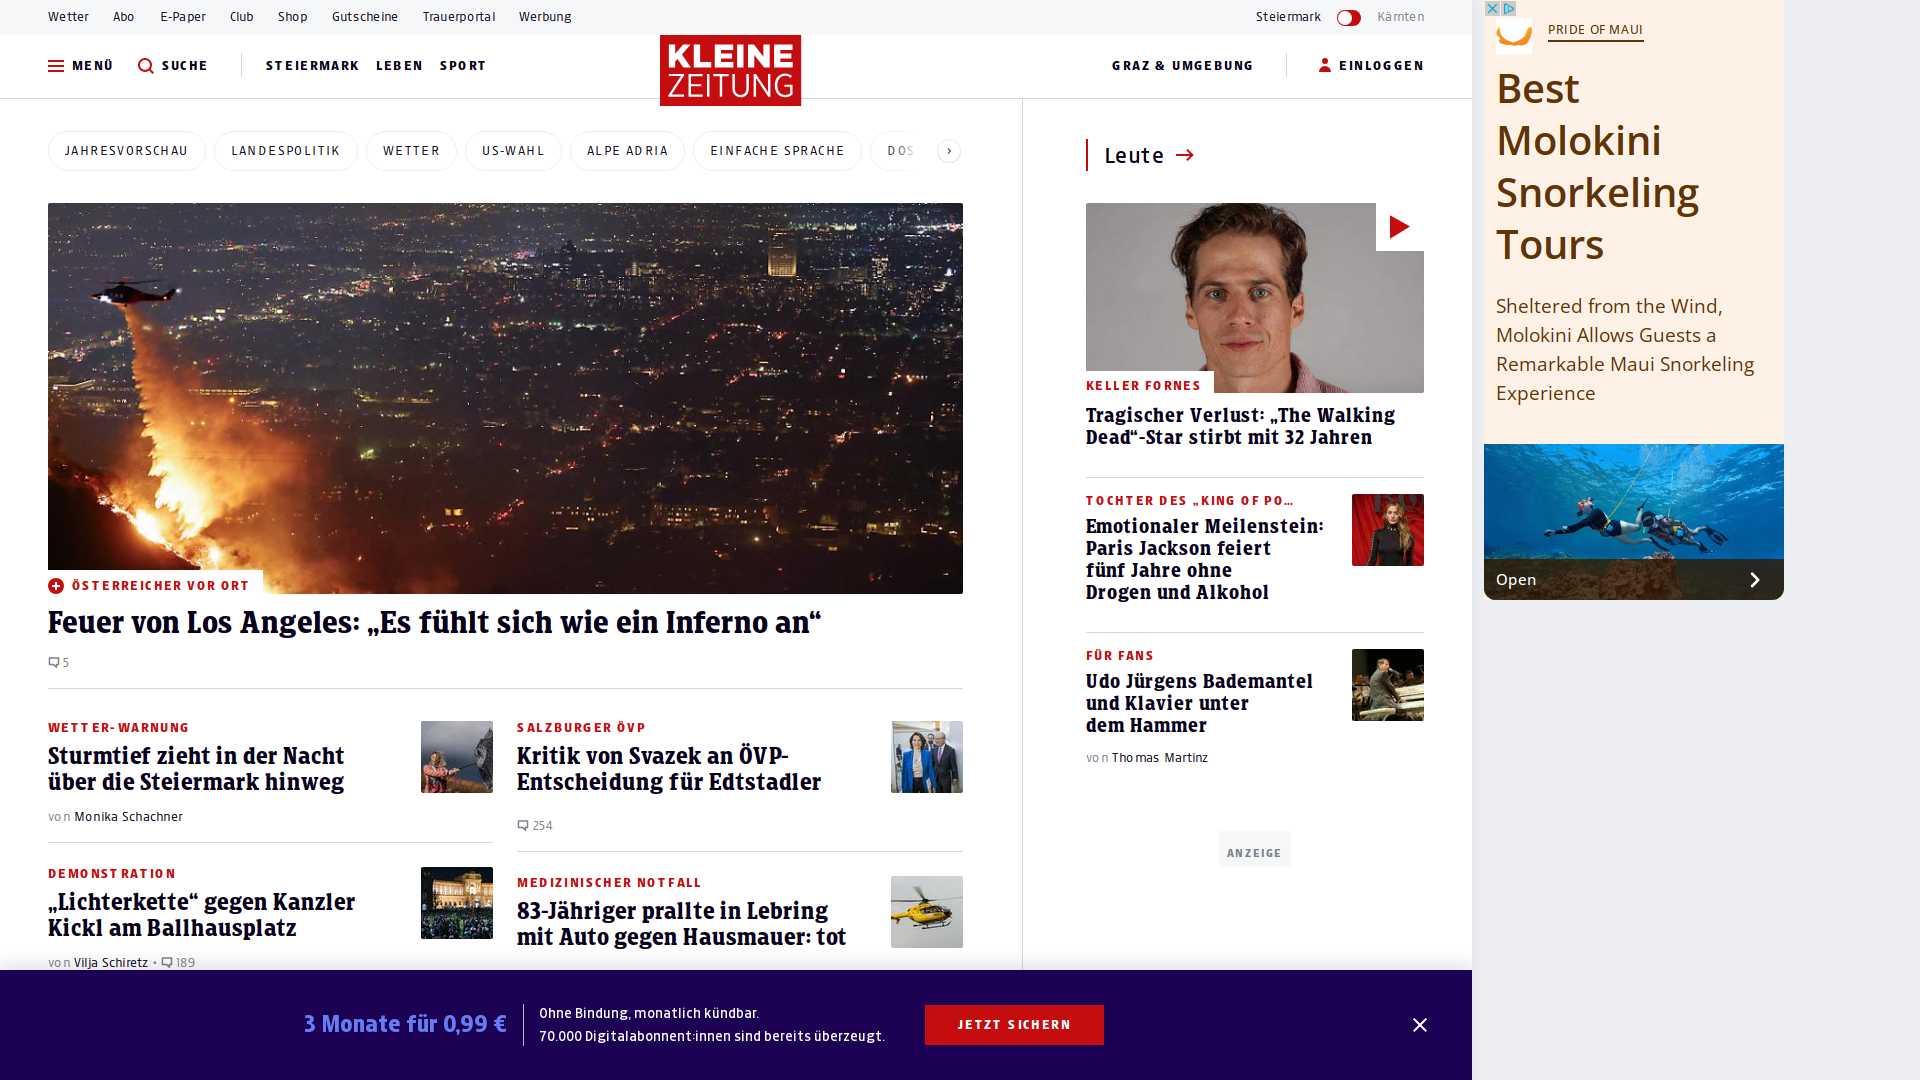 Wetter Abo E-Paper Club Shop Gutscheine Trauerportal Werbung Steiermark Kärnten
MENÜ SUCHE STEIERMARK LEBEN SPORT
KLEINE
ZEITUNG
GRAZ & UMGEBUNG EINLOGGEN
JAHRESVORSCHAU LANDESPOLITIK WETTER US-WAHL ALPE ADRIA EINFACHE SPRACHE DOS
ÖSTERREICHER VOR ORT
Feuer von Los Angeles: „Es fühlt sich wie ein Inferno an“
5
WETTER-WARNUNG
Sturmtief zieht in der Nacht
über die Steiermark hinweg
von Monika Schachner
DEMONSTRATION
„Lichterkette“ gegen Kanzler
Kickl am Ballhausplatz
von Vilja Schiretz • 189
SALZBURGER ÖVP
Kritik von Svazek an ÖVP-
Entscheidung für Edtstadler
254
MEDIZINISCHER NOTFALL
83-Jähriger prallte in Lebring
mit Auto gegen Hausmauer: tot
Leute
KELLER FORNES
Tragischer Verlust: „The Walking
Dead“-Star stirbt mit 32 Jahren
TOCHTER DES „KING OF PO...
Emotionaler Meilenstein:
Paris Jackson feiert
fünf Jahre ohne
Drogen und Alkohol
FÜR FANS
Udo Jürgens Bademantel
und Klavier unter
dem Hammer
von Thomas Martinz
ANZEIGE
PRIDE OF MAUI
Best
Molokini
Snorkeling
Tours
Sheltered from the Wind,
Molokini Allows Guests a
Remarkable Maui Snorkeling
Experience
Open
3 Monate für 0,99 €
Ohne Bindung, monatlich kündbar.
70.000 Digitalabonnent:innen sind bereits überzeugt.
JETZT SICHERN